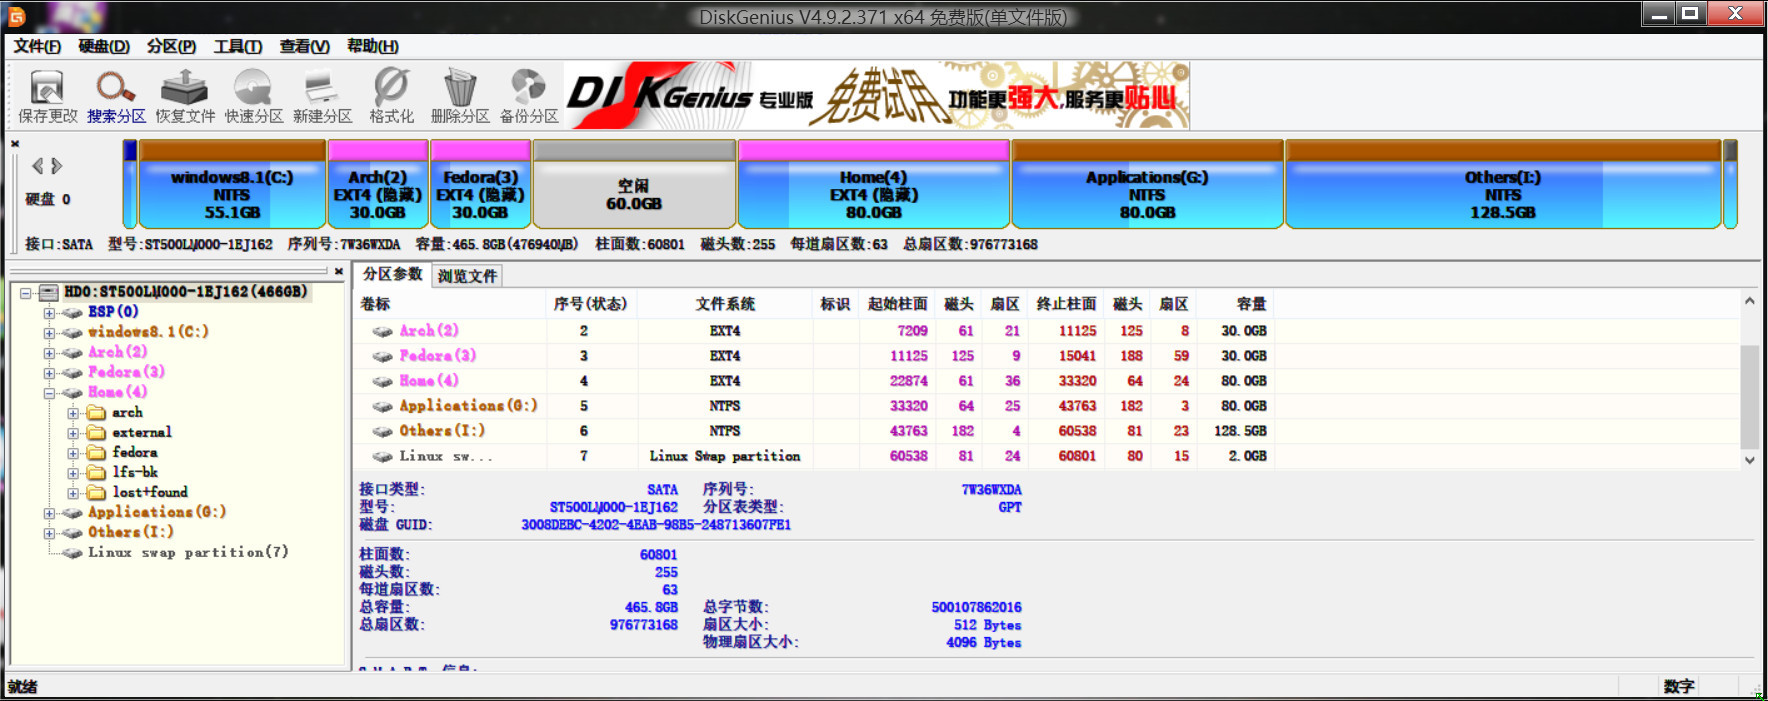 DiskGenius V4.9.2.371 x64 免费版(单文件版)
文件(F) 硬盘(D) 分区(P) 工具(T) 查看(V) 帮助(H)
保存更改 搜索分区 恢复文件 快速分区 新建分区 格式化 删除分区 备份分区
DISKGenius 专业版 免费试用 功能更强大,服务更贴心
硬盘 0
windows8.1(C:) NTFS 55.1GB
Arch(2) EXT4 (隐藏) 30.0GB
Fedora(3) EXT4 (隐藏) 30.0GB
空闲 60.0GB
Home(4) EXT4 (隐藏) 80.0GB
Applications(G:) NTFS 80.0GB
Others(I:) NTFS 128.5GB
接口:SATA 型号:ST500LM000-1EJ162 序列号:7W36WXDA 容量:465.8GB(476940MB) 柱面数:60801 磁头数:255 每道扇区数:63 总扇区数:976773168
HD0:ST500LM000-1EJ162(466GB)
ESP(0)
windows8.1(C:)
Arch(2)
Fedora(3)
Home(4)
arch
external
fedora
lfs-bk
lost+found
Applications(G:)
Others(I:)
Linux swap partition(7)
分区参数 浏览文件
卷标 序号(状态) 文件系统 标识 起始柱面 磁头 扇区 终止柱面 磁头 扇区 容量
Arch(2) 2 EXT4 7209 61 21 11125 125 8 30.0GB
Fedora(3) 3 EXT4 11125 125 9 15041 188 59 30.0GB
Home(4) 4 EXT4 22874 61 36 33320 64 24 80.0GB
Applications(G:) 5 NTFS 33320 64 25 43763 182 3 80.0GB
Others(I:) 6 NTFS 43763 182 4 60538 81 23 128.5GB
Linux sw... 7 Linux Swap partition 60538 81 24 60801 80 15 2.0GB
接口类型: SATA 序列号: 7W36WXDA
型号: ST500LM000-1EJ162 分区表类型: GPT
磁盘 GUID: 3008DEBC-4202-4EAB-98B5-248713607FE1
柱面数: 60801
磁头数: 255
每道扇区数: 63
总容量: 465.8GB 总字节数: 500107862016
总扇区数: 976773168 扇区大小: 512 Bytes
物理扇区大小: 4096 Bytes
S.M.A.R.T. 信息:
就绪 数字